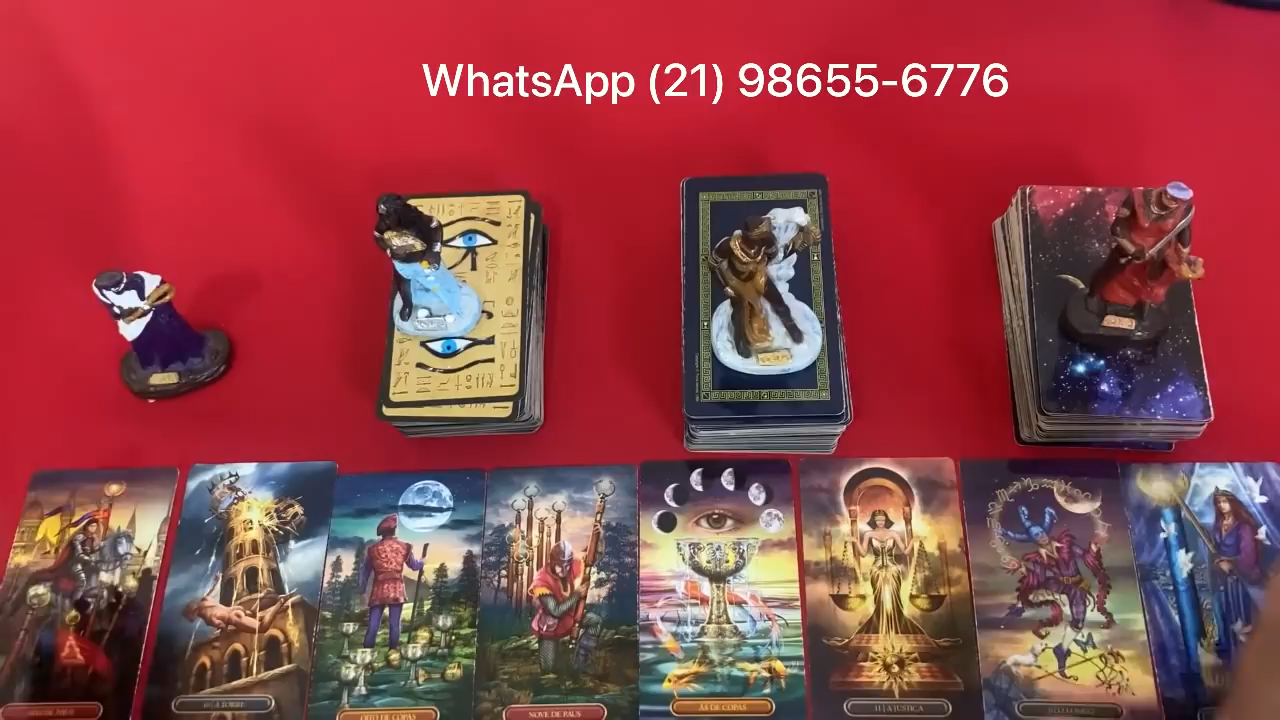 WhatsApp (21) 98655-6776
A TORRE
OITO DE COPAS
NOVE DE PAUS
ÁS DE COPAS
11 | A JUSTIÇA